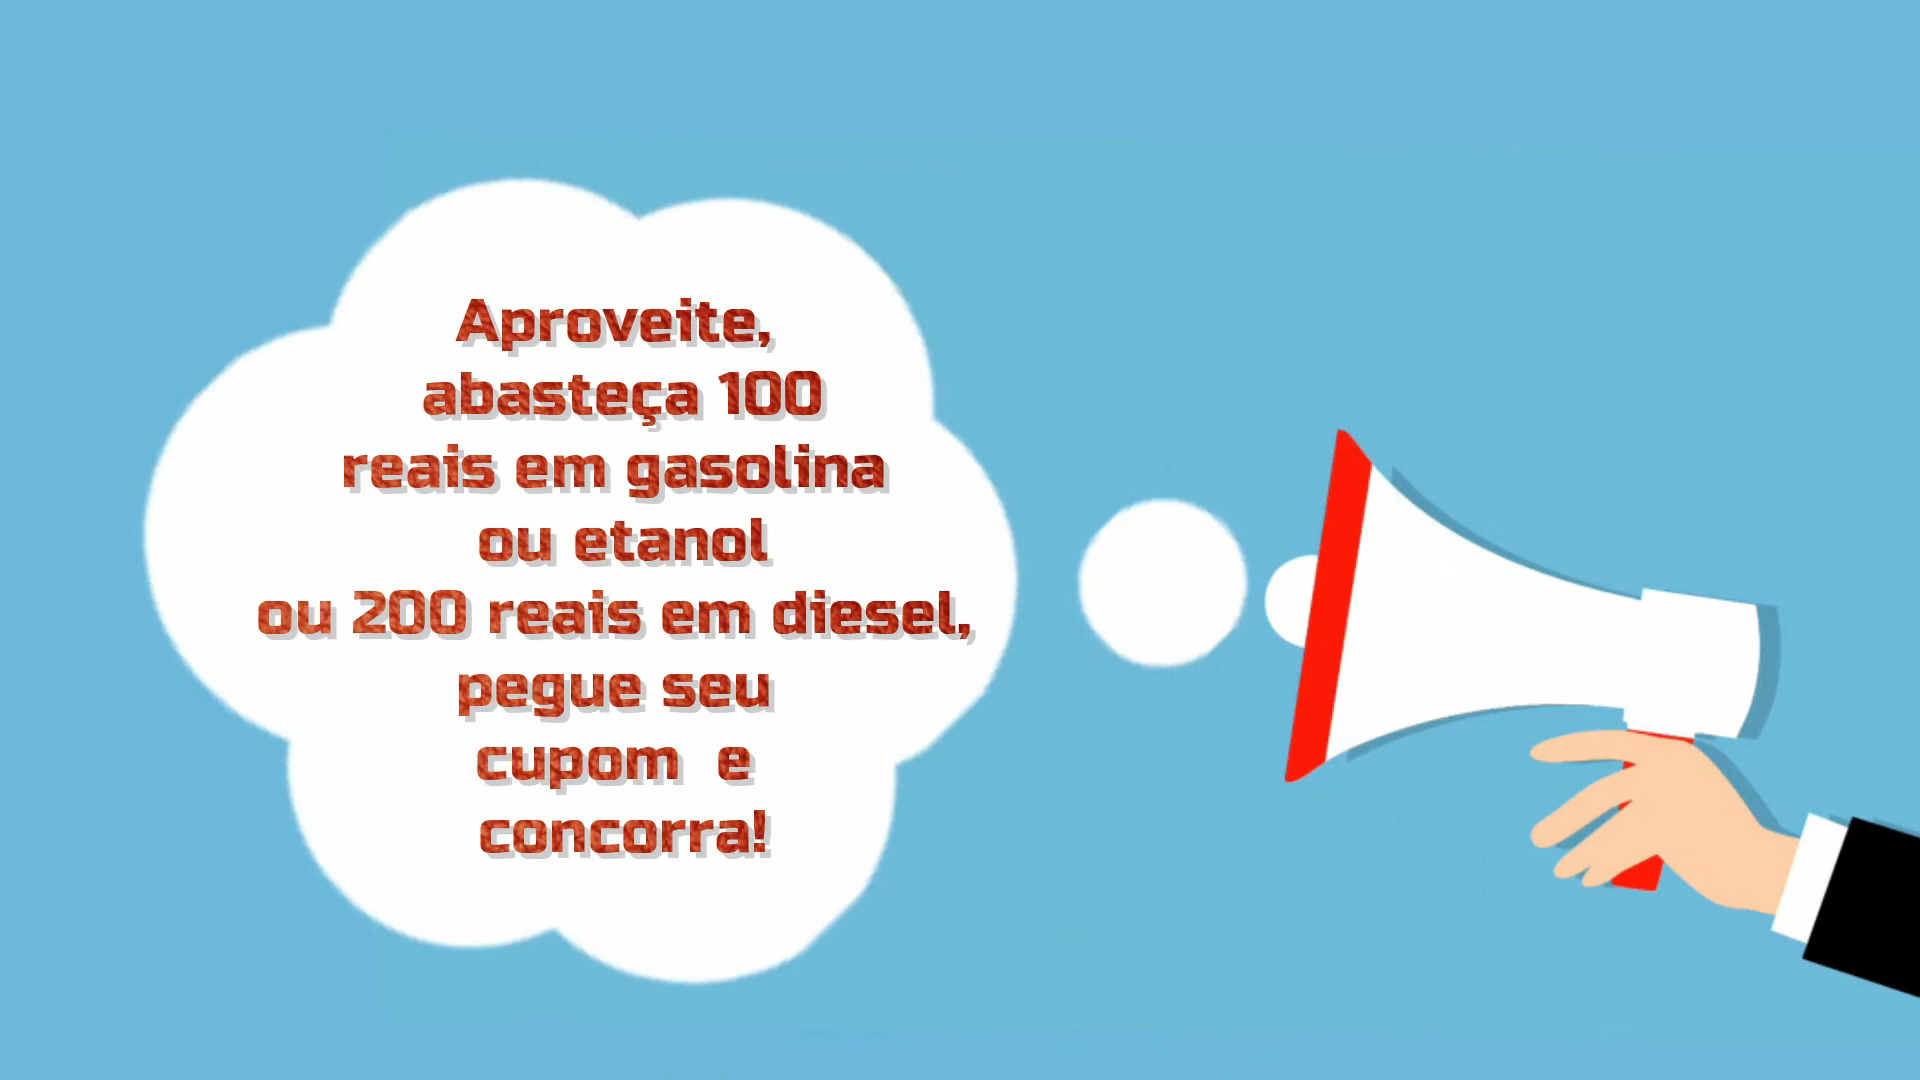 Aproveite,
abasteça 100
reais em gasolina
ou etanol
ou 200 reais em diesel,
pegue seu
cupom e
concorra!